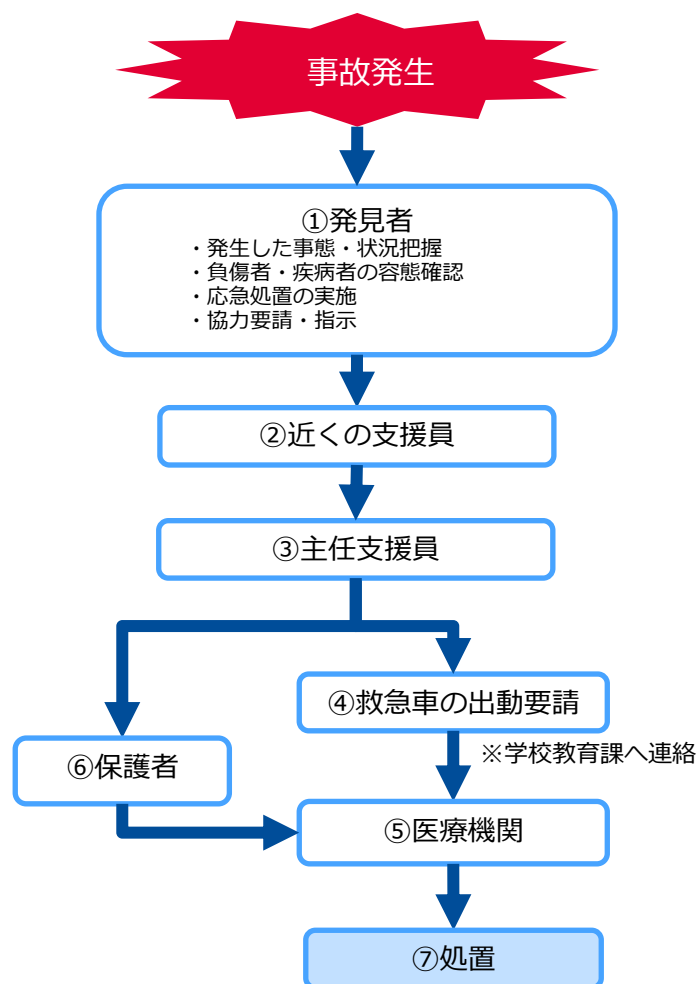 事故発生
①発見者
・発生した事態・状況把握
・負傷者・疾病者の容態確認
・応急処置の実施
・協力要請・指示
②近くの支援員
③主任支援員
④救急車の出動要請
※学校教育課へ連絡
⑥保護者
⑤医療機関
⑦処置